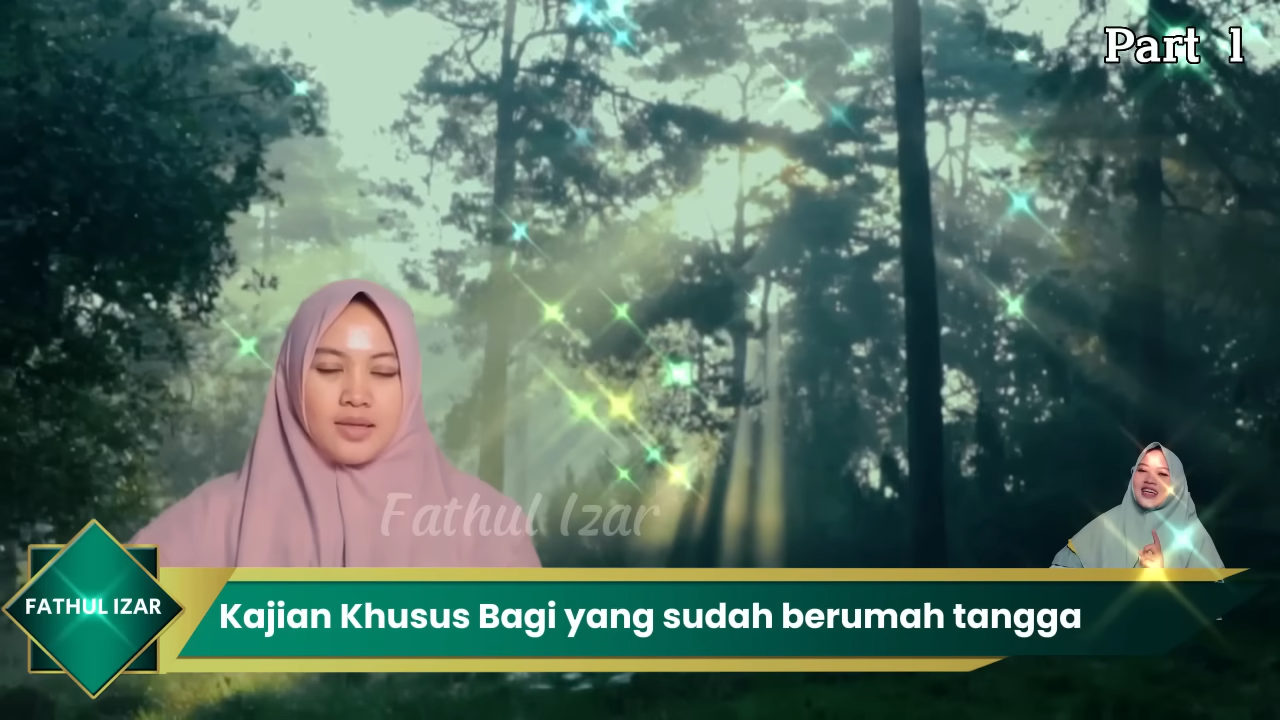 Part 1
Fathul Izar
FATHUL IZAR
Kajian Khusus Bagi yang sudah berumah tangga